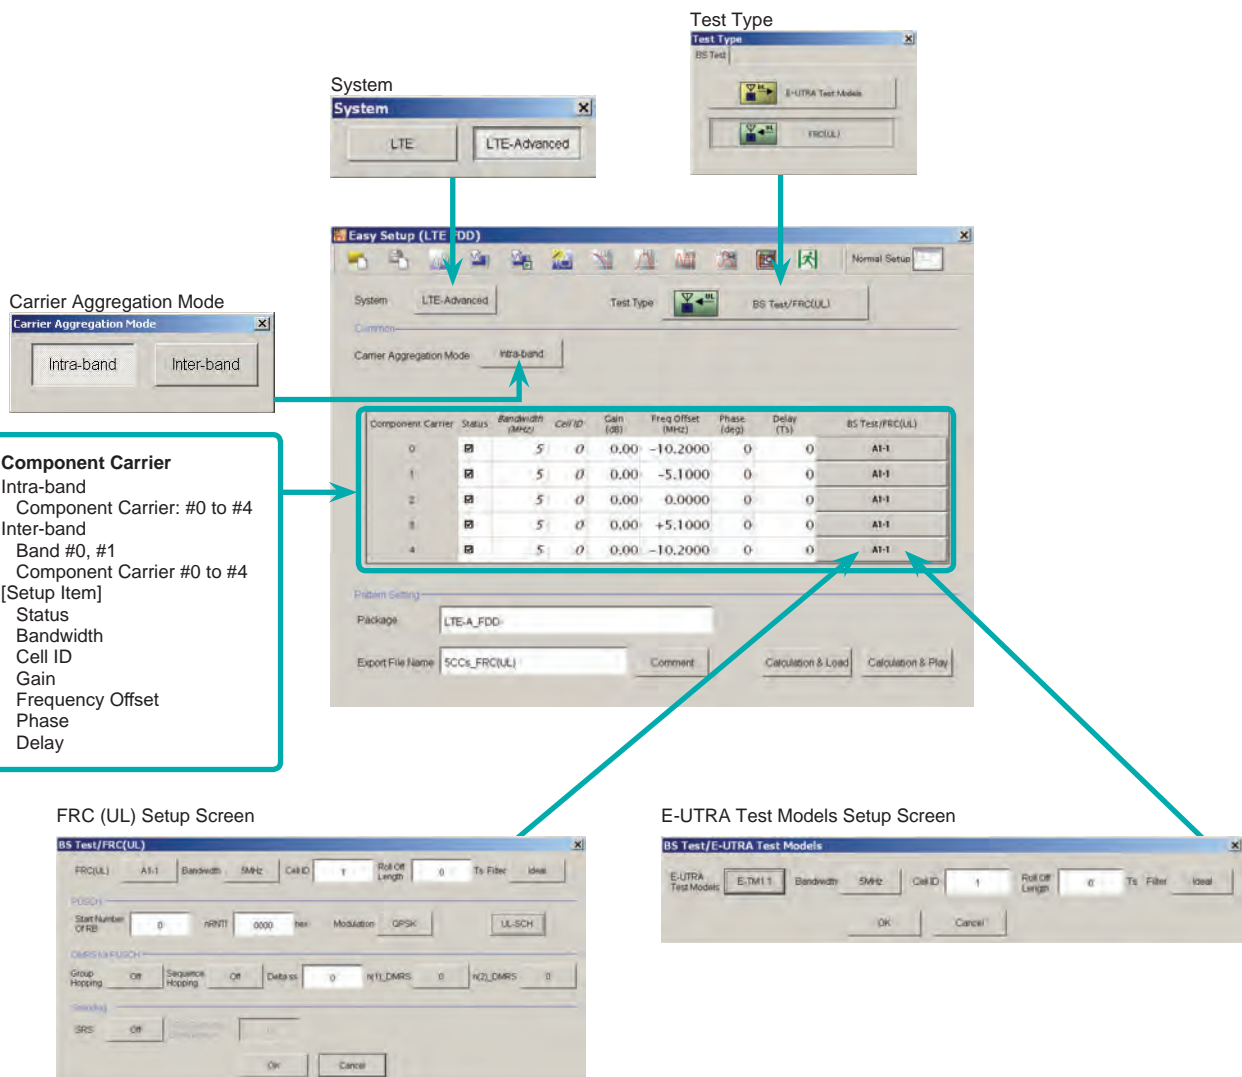 Test Type
Test Type
BS Test
E-UTRA Test Models
FRC(UL)
System
System
LTE
LTE-Advanced
Easy Setup (LTE FDD)
Normal Setup
System
LTE-Advanced
Test Type
BS Test/FRC(UL)
Common
Carrier Aggregation Mode
Intra-band
Carrier Aggregation Mode
Carrier Aggregation Mode
Intra-band
Inter-band
Component Carrier Status Bandwidth (MHz) Cell ID Gain (dB) Freq Offset (MHz) Phase (deg) Delay (Ts) BS Test/FRC(UL)
0 5 0 0.00 -10.2000 0 0 A1-1
1 5 0 0.00 -5.1000 0 0 A1-1
2 5 0 0.00 0.0000 0 0 A1-1
3 5 0 0.00 +5.1000 0 0 A1-1
4 5 0 0.00 -10.2000 0 0 A1-1
Pattern Setting
Package
LTE-A_FDD
Export File Name
5CCs_FRC(UL)
Comment
Calculation & Load
Calculation & Play
Component Carrier
Intra-band
Component Carrier: #0 to #4
Inter-band
Band #0, #1
Component Carrier #0 to #4
[Setup Item]
Status
Bandwidth
Cell ID
Gain
Frequency Offset
Phase
Delay
FRC (UL) Setup Screen
BS Test/FRC(UL)
FRC(UL) A1-1 Bandwidth 5MHz Cell ID 1 Roll Off Length 0 Ts Filter Ideal
PUSCH
Start Number Of RB 0 nRNTI 0000 hex Modulation QPSK UL-SCH
DMRS for PUSCH
Group Hopping Off Sequence Hopping Off Delta ss 0 n(1)_DMRS 0 n(2)_DMRS 0
Sounding
SRS Off
OK
Cancel
E-UTRA Test Models Setup Screen
BS Test/E-UTRA Test Models
E-UTRA Test Models E-TM1.1 Bandwidth 5MHz Cell ID 1 Roll Off Length 0 Ts Filter Ideal
OK
Cancel